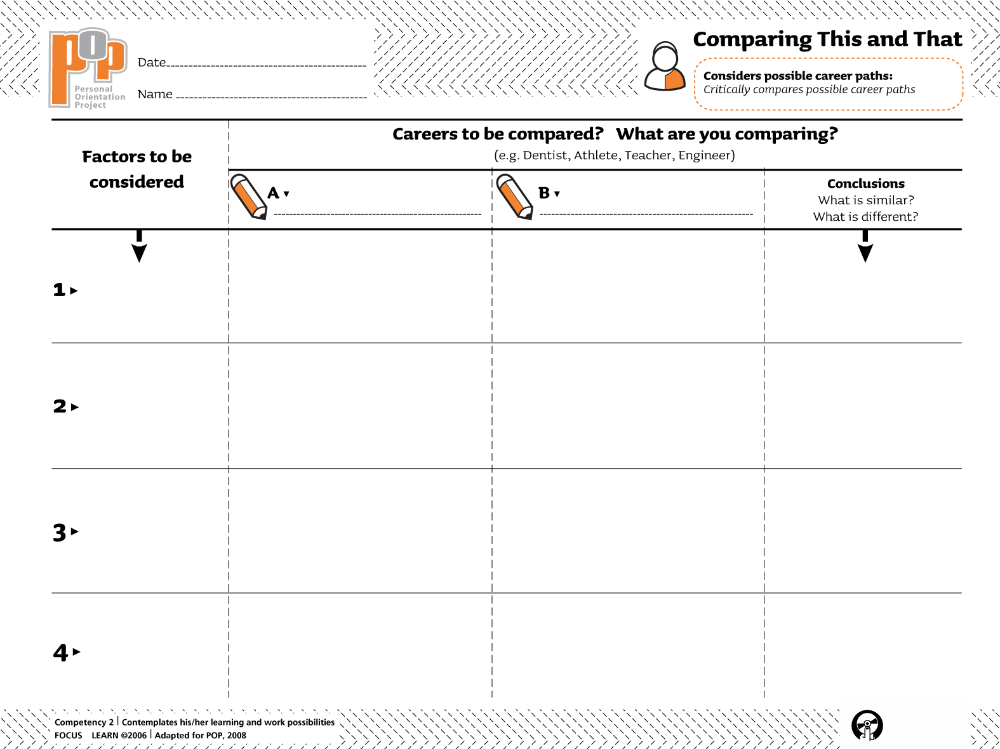 pop
Personal
Orientation
Project
Date
Name
Comparing This and That
Considers possible career paths:
Critically compares possible career paths
Factors to be
considered
Careers to be compared? What are you comparing?
(e.g. Dentist, Athlete, Teacher, Engineer)
A
B
Conclusions
What is similar?
What is different?
1
2
3
4
Competency 2 | Contemplates his/her learning and work possibilities
FOCUS LEARN ©2006 | Adapted for POP, 2008